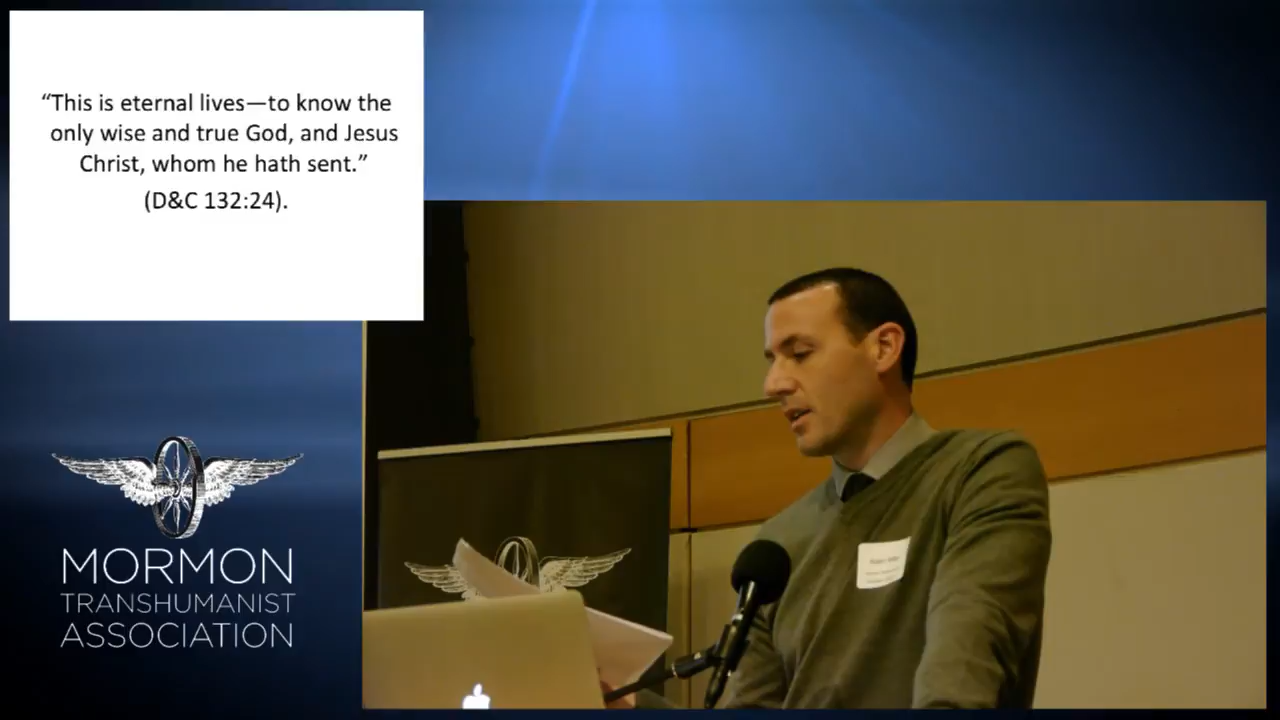 “This is eternal lives—to know the
only wise and true God, and Jesus
Christ, whom he hath sent.”
(D&C 132:24).
MORMON
TRANSHUMANIST
ASSOCIATION